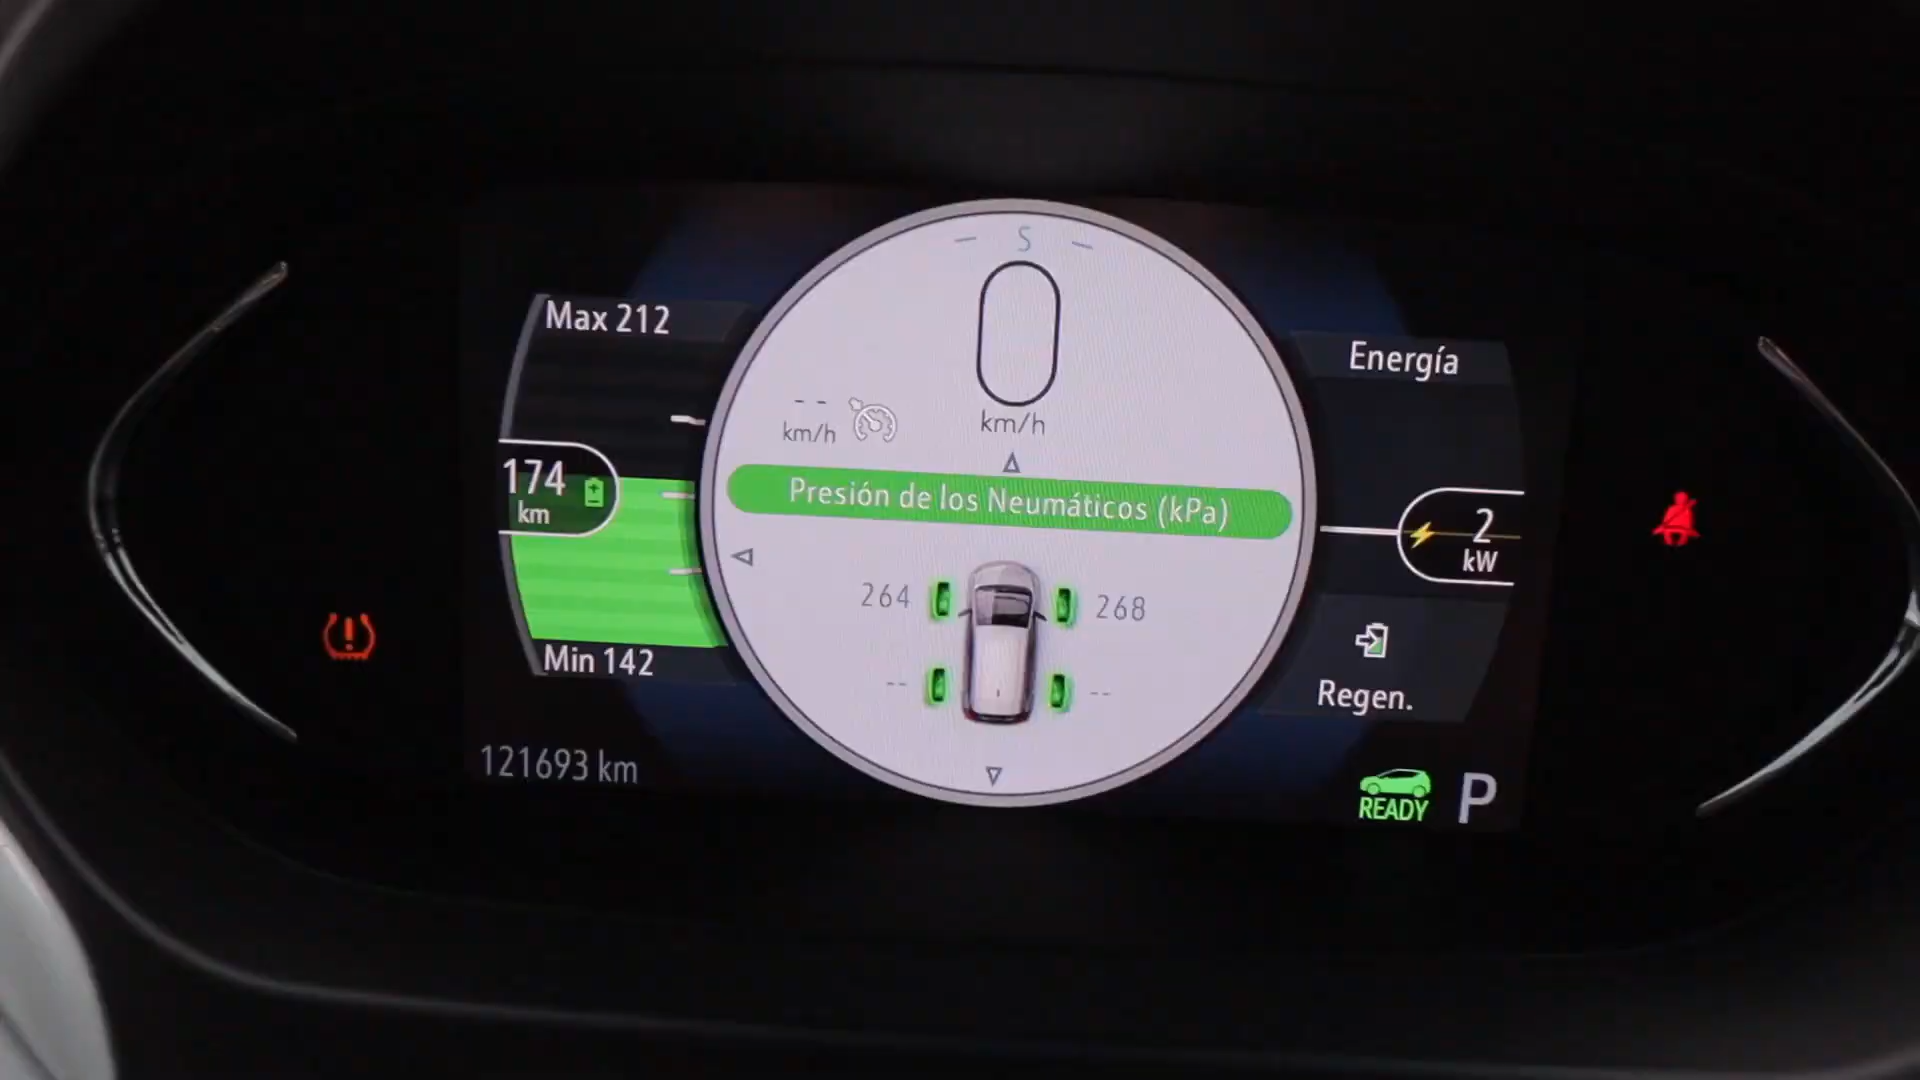 S
Max 212
0
Energía
-- km/h
km/h
174 km
Presión de los Neumáticos (kPa)
2 kW
264
268
Min 142
--
--
Regen.
121693 km
READY
P